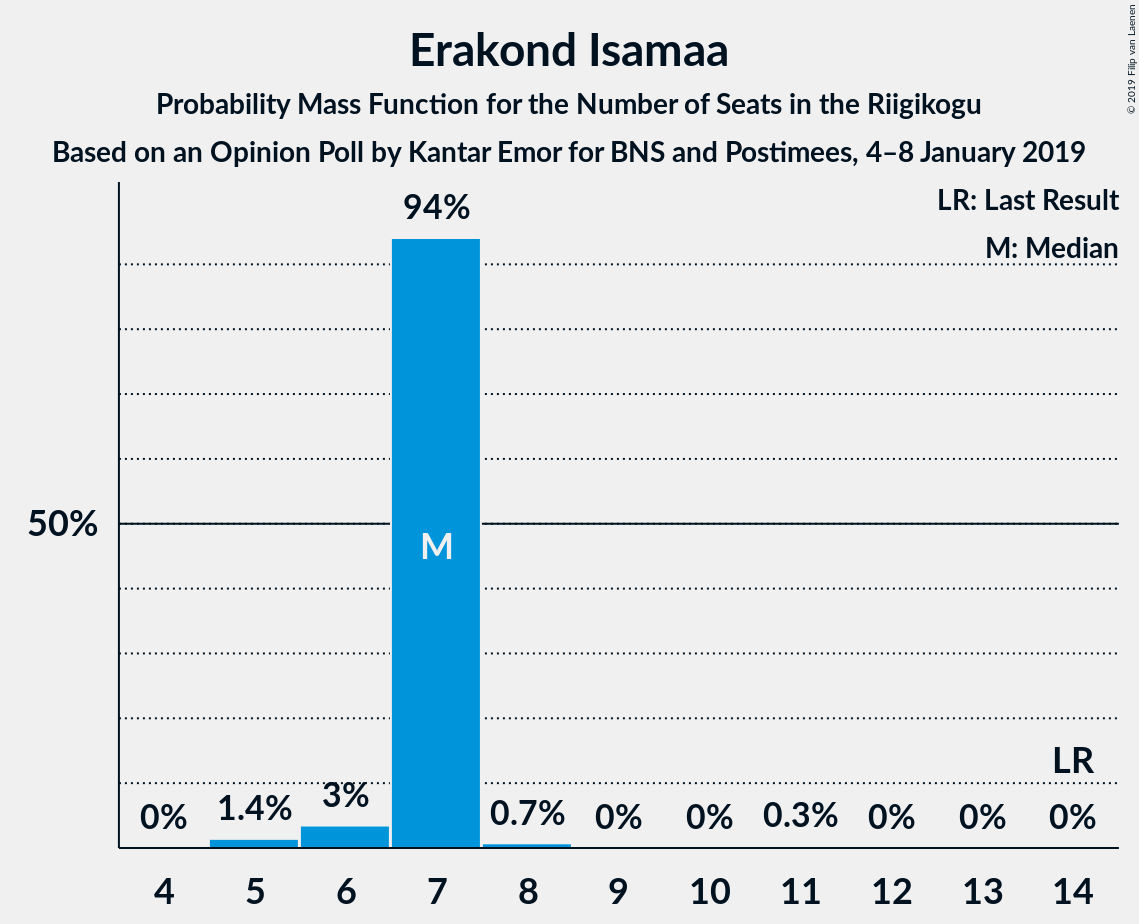 Erakond Isamaa
Probability Mass Function for the Number of Seats in the Riigikogu
Based on an Opinion Poll by Kantar Emor for BNS and Postimees, 4–8 January 2019
© 2019 Filip van Laenen
LR: Last Result
M: Median
94%
50%
M
LR
0%
1.4%
3%
0.7%
0%
0%
0.3%
0%
0%
0%
4 5 6 7 8 9 10 11 12 13 14